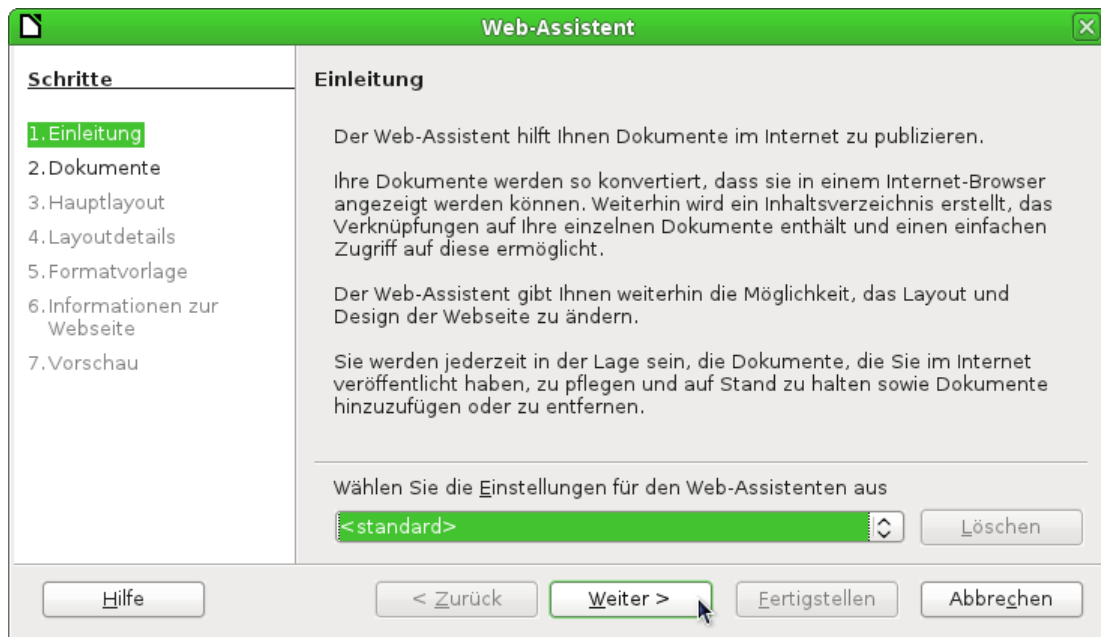 Web-Assistent
Schritte
1. Einleitung
2. Dokumente
3. Hauptlayout
4. Layoutdetails
5. Formatvorlage
6. Informationen zur
Webseite
7. Vorschau
Einleitung
Der Web-Assistent hilft Ihnen Dokumente im Internet zu publizieren.
Ihre Dokumente werden so konvertiert, dass sie in einem Internet-Browser
angezeigt werden können. Weiterhin wird ein Inhaltsverzeichnis erstellt, das
Verknüpfungen auf Ihre einzelnen Dokumente enthält und einen einfachen
Zugriff auf diese ermöglicht.
Der Web-Assistent gibt Ihnen weiterhin die Möglichkeit, das Layout und
Design der Webseite zu ändern.
Sie werden jederzeit in der Lage sein, die Dokumente, die Sie im Internet
veröffentlicht haben, zu pflegen und auf Stand zu halten sowie Dokumente
hinzuzufügen oder zu entfernen.
Wählen Sie die Einstellungen für den Web-Assistenten aus
<standard>
Löschen
Hilfe
< Zurück
Weiter >
Fertigstellen
Abbrechen